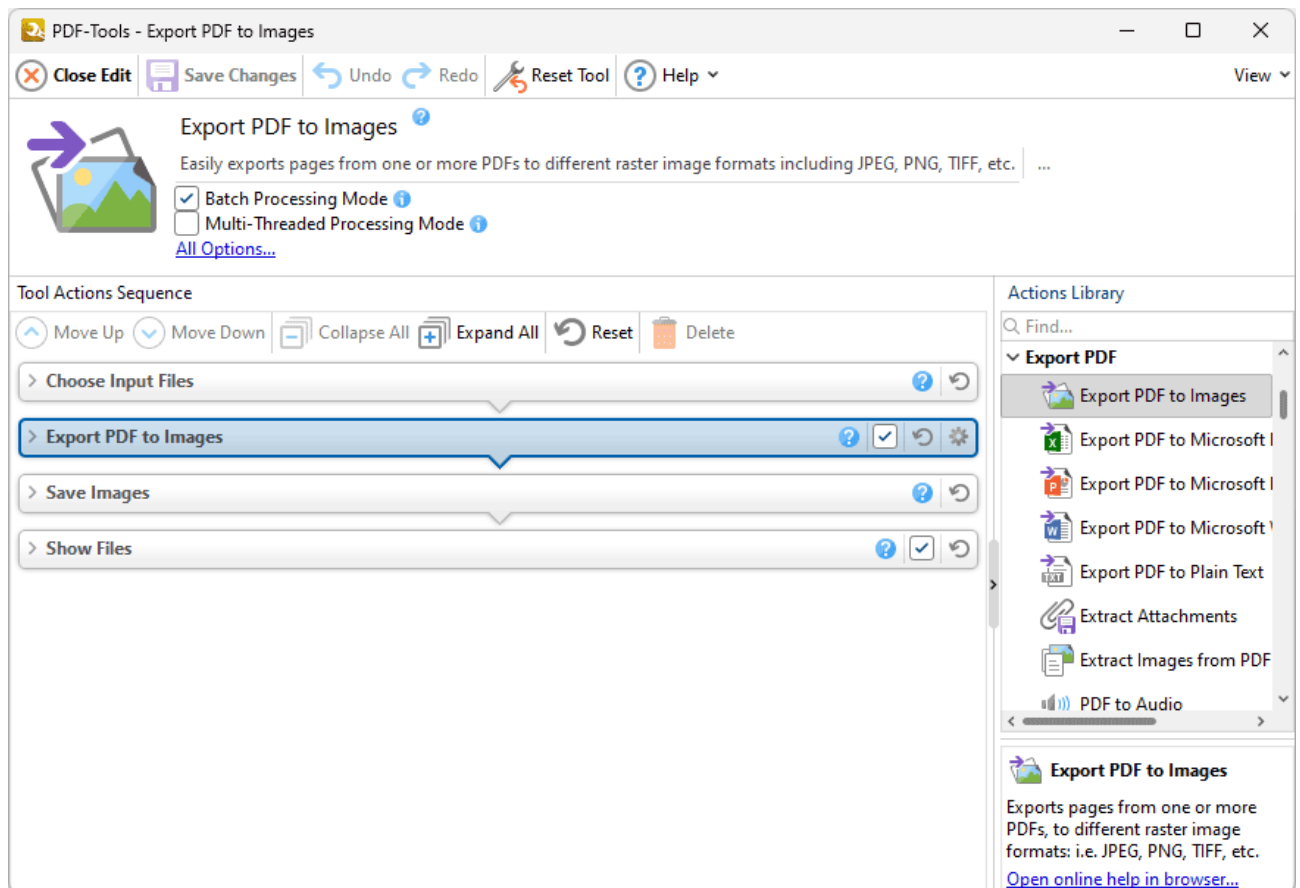 PDF-Tools - Export PDF to Images
Close Edit Save Changes Undo Redo Reset Tool Help View
Export PDF to Images
Easily exports pages from one or more PDFs to different raster image formats including JPEG, PNG, TIFF, etc. ...
Batch Processing Mode
Multi-Threaded Processing Mode
All Options...
Tool Actions Sequence
Move Up Move Down Collapse All Expand All Reset Delete
Choose Input Files
Export PDF to Images
Save Images
Show Files
Actions Library
Find...
Export PDF
Export PDF to Images
Export PDF to Microsoft
Export PDF to Microsoft
Export PDF to Microsoft
Export PDF to Plain Text
Extract Attachments
Extract Images from PDF
PDF to Audio
Export PDF to Images
Exports pages from one or more
PDFs, to different raster image
formats: i.e. JPEG, PNG, TIFF, etc.
Open online help in browser...